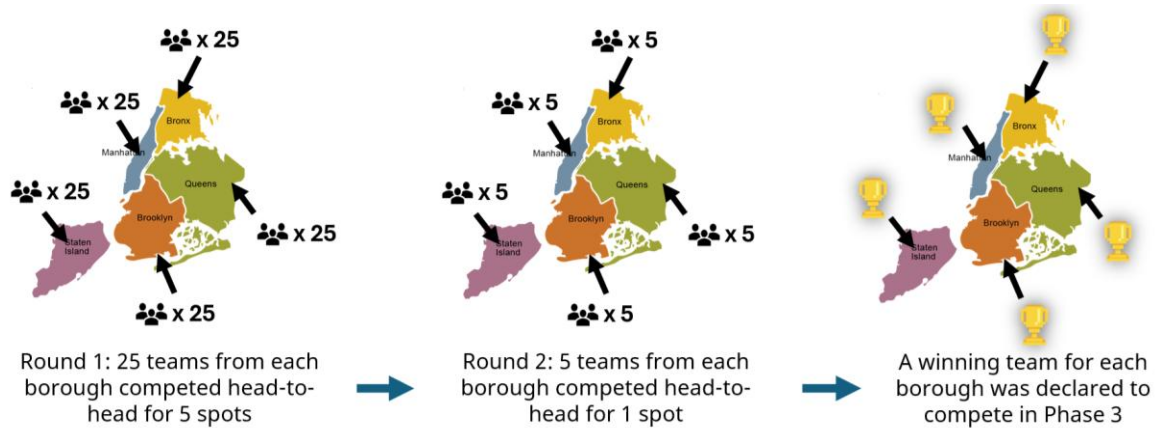 x 25
x 25
Bronx
Manhattan
Queens
x 25
Brooklyn
Staten
Island
x 25
x 25
Round 1: 25 teams from each
borough competed head-to-
head for 5 spots
x 5
x 5
Bronx
Manhattan
Queens
x 5
Brooklyn
Staten
Island
x 5
x 5
Round 2: 5 teams from each
borough competed head-to-
head for 1 spot
Bronx
Manhattan
Queens
Brooklyn
Staten
Island
A winning team for each
borough was declared to
compete in Phase 3